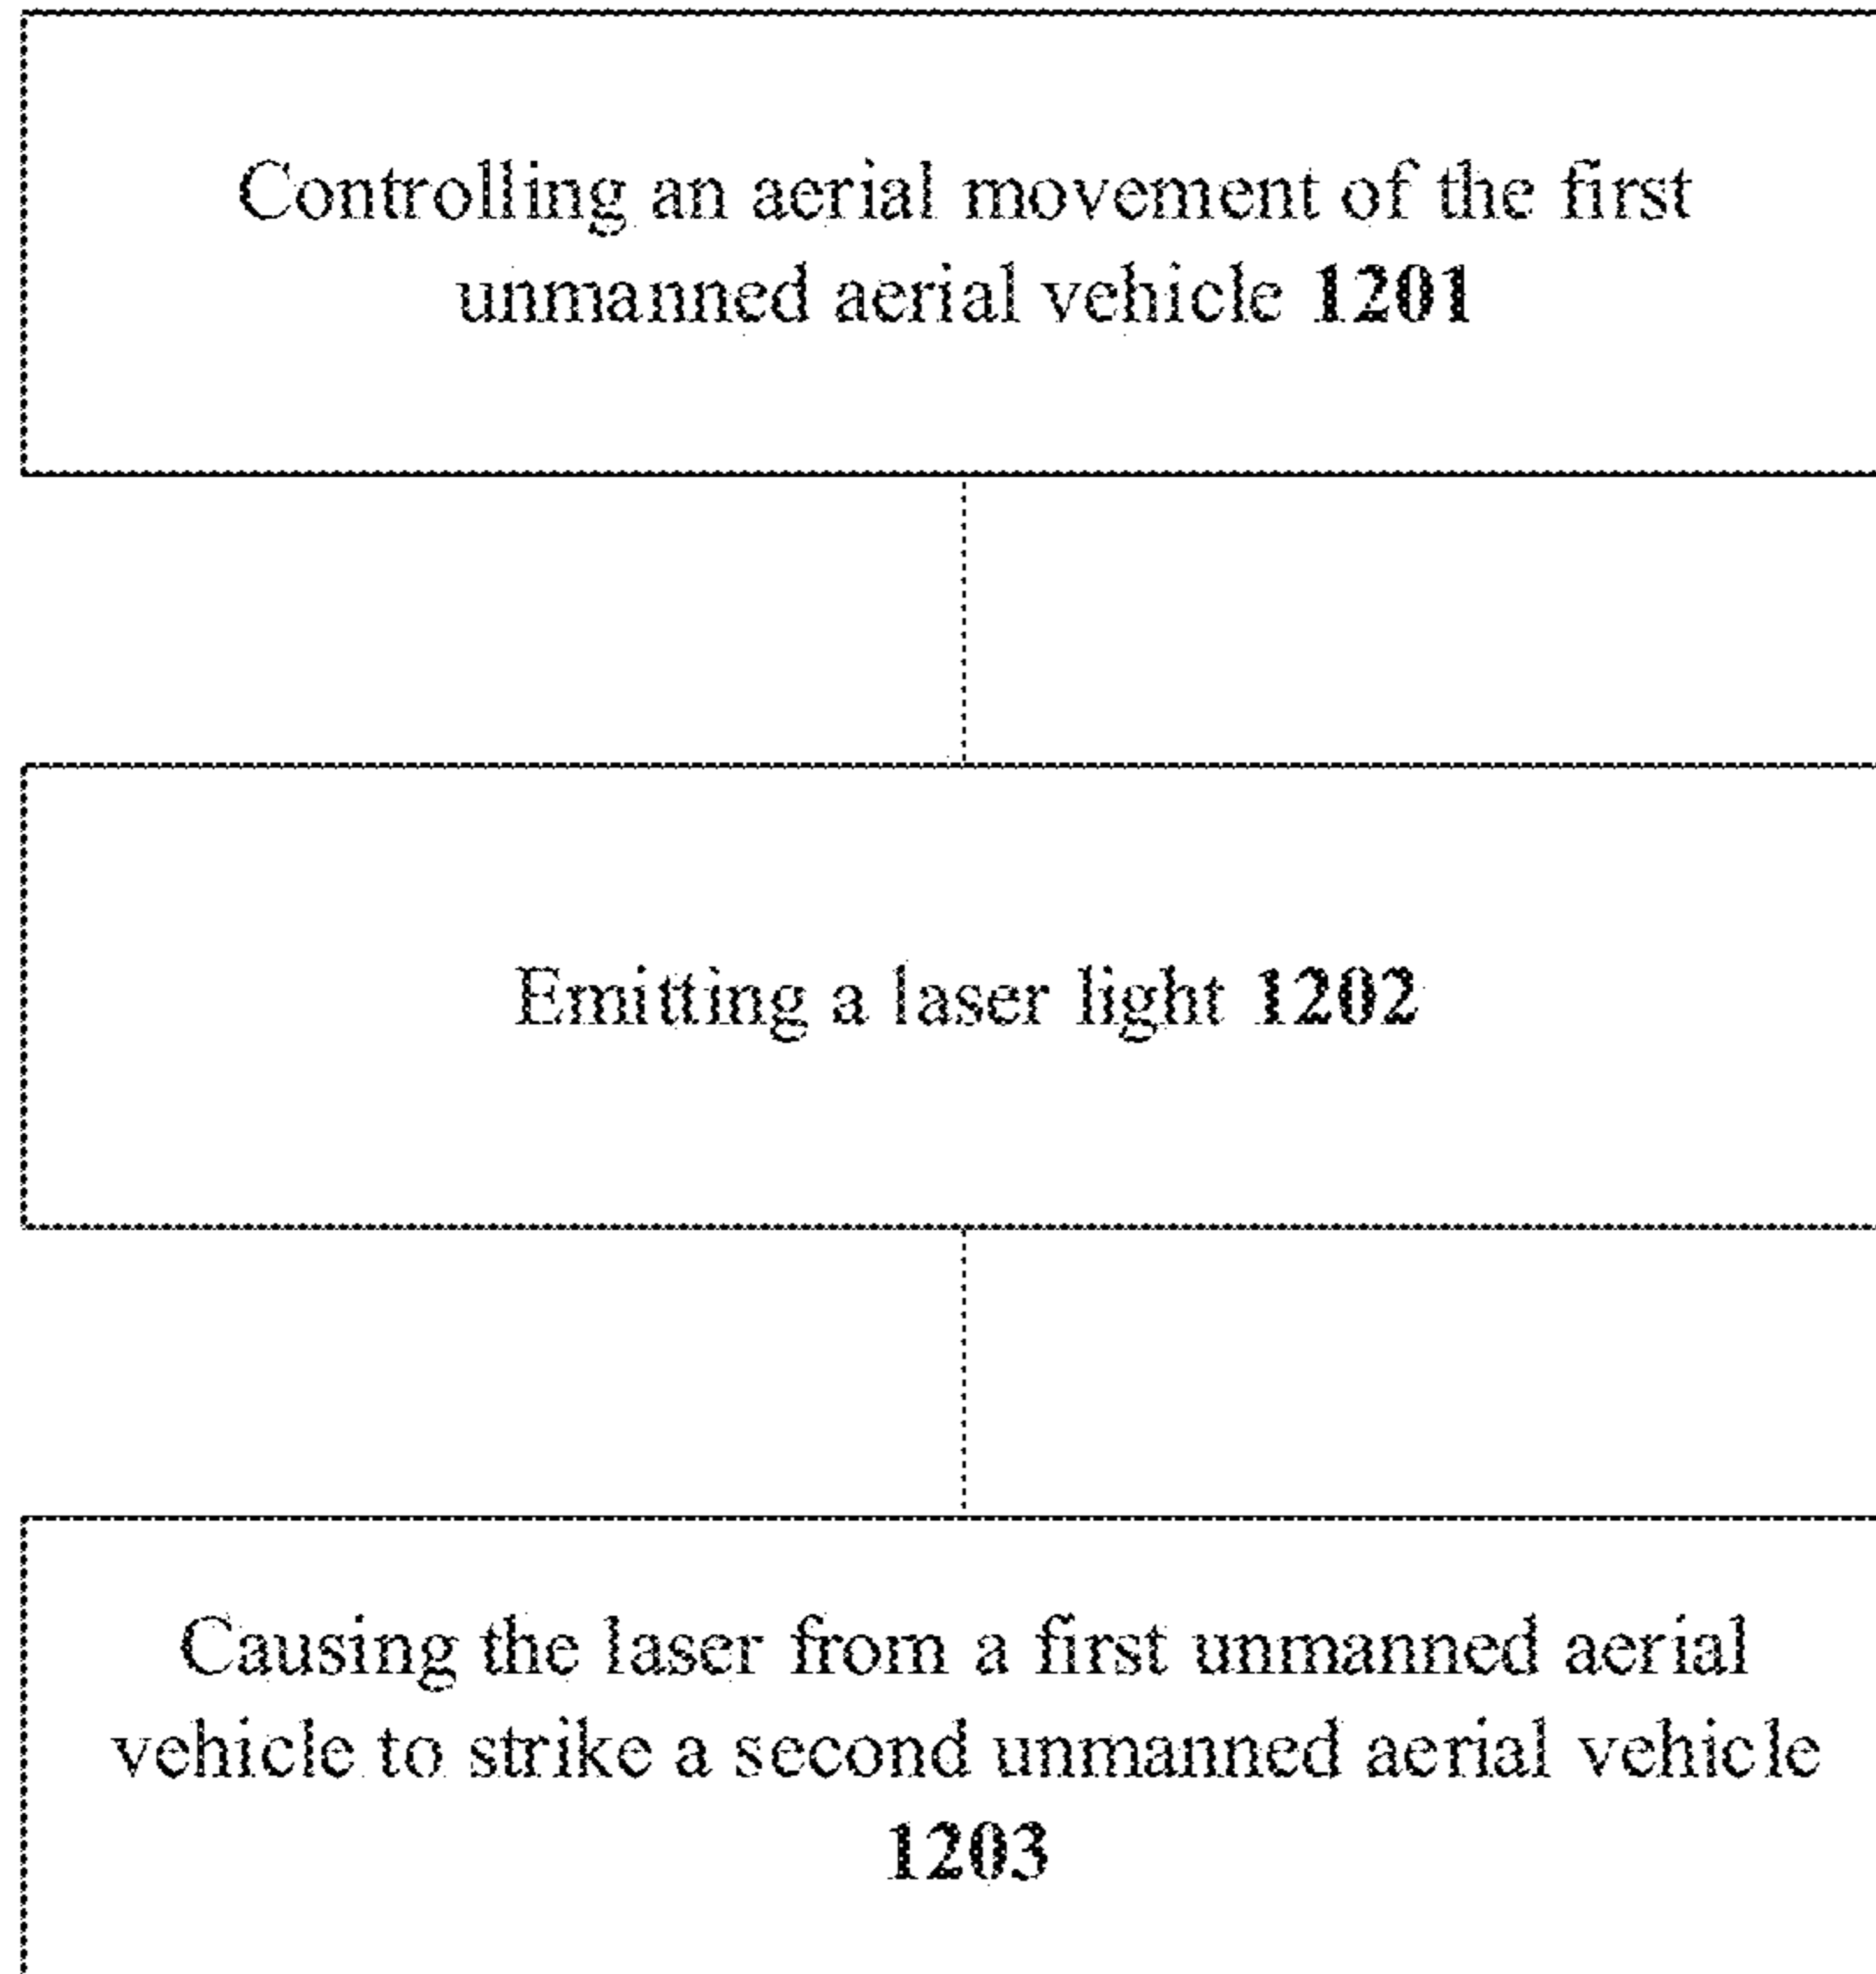 Controlling an aerial movement of the first
unmanned aerial vehicle 1201
Emitting a laser light 1202
Causing the laser from a first unmanned aerial
vehicle to strike a second unmanned aerial vehicle
1203